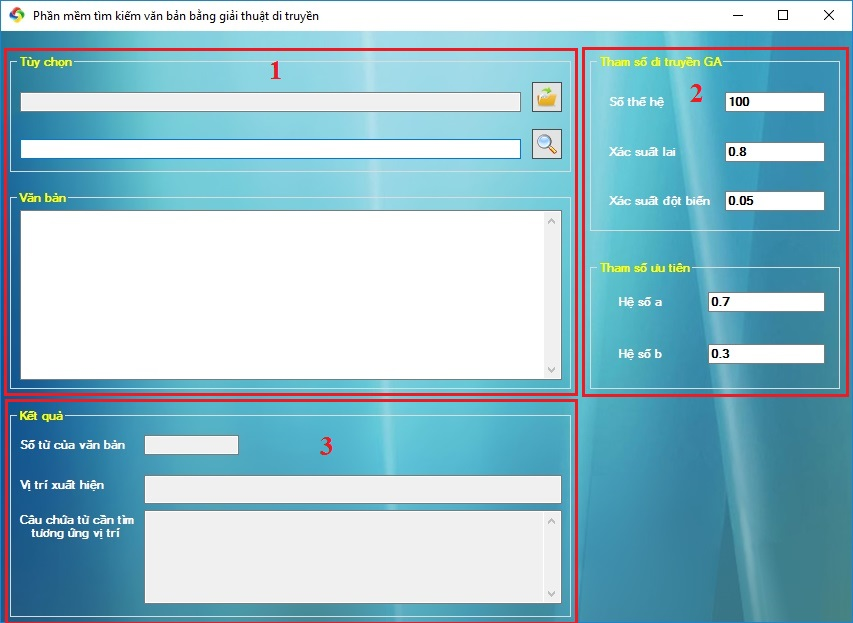 Phần mềm tìm kiếm văn bản bằng giải thuật di truyền
Tùy chọn
1
Văn bản
Tham số di truyền GA
2
Số thế hệ
100
Xác suất lai
0.8
Xác suất đột biến
0.05
Tham số ưu tiên
Hệ số a
0.7
Hệ số b
0.3
Kết quả
3
Số từ của văn bản
Vị trí xuất hiện
Câu chứa từ cần tìm
tương ứng vị trí